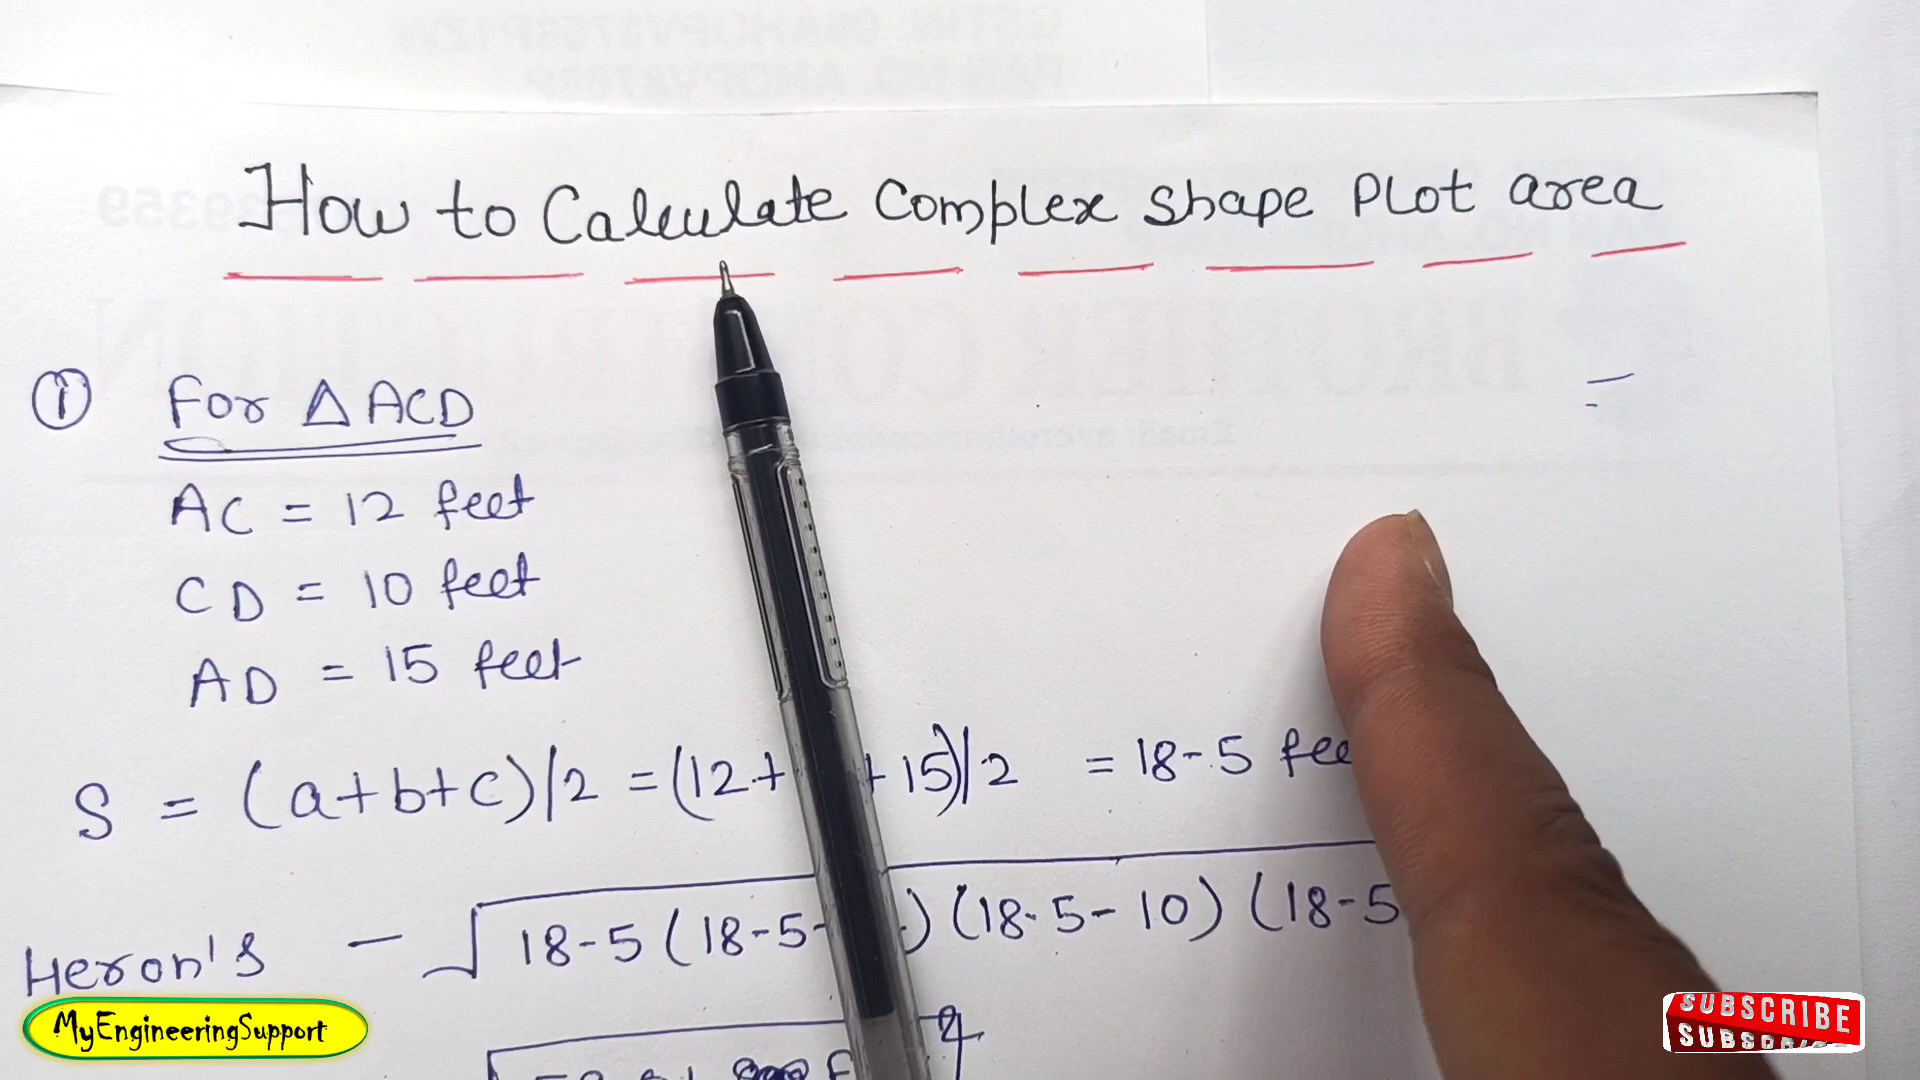 How to Calculate Complex Shape Plot area
① For △ ACD
AC = 12 feet
CD = 10 feet
AD = 15 feet
S = (a+b+c)/2 = (12+ + 15)/2 = 18-5 fee
Heron's - √ 18-5 (18-5- ) (18-5-10) (18-5
MyEngineeringSupport
SUBSCRIBE